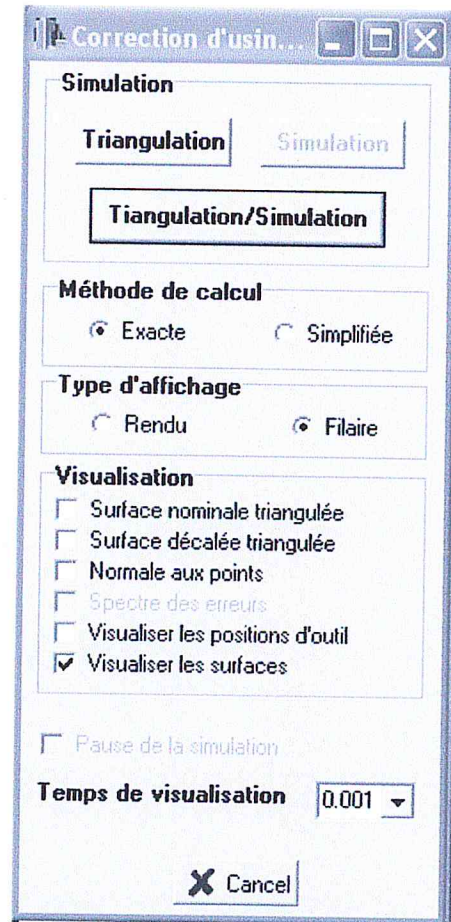 Correction d'usin...
Simulation
Triangulation Simulation
Tiangulation/Simulation
Méthode de calcul
Exacte Simplifiée
Type d'affichage
Rendu Filaire
Visualisation
Surface nominale triangulée
Surface décalée triangulée
Normale aux points
Spectre des erreurs
Visualiser les positions d'outil
Visualiser les surfaces
Pause de la simulation
Temps de visualisation 0.001
Cancel